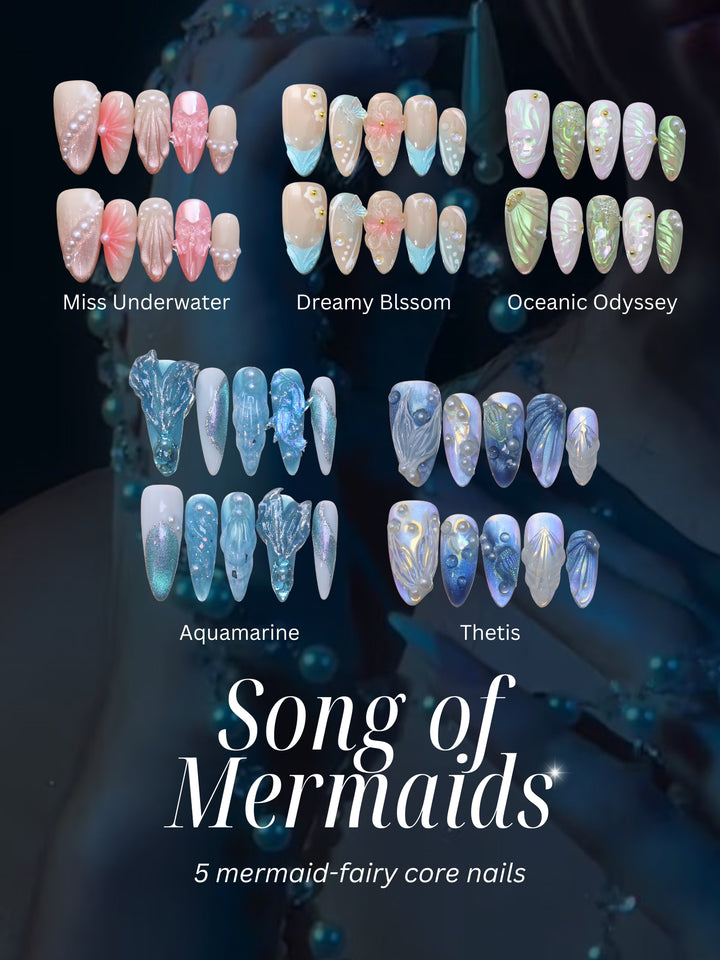 Miss Underwater
Dreamy Blssom
Oceanic Odyssey
Aquamarine
Thetis
Song of
Mermaids
5 mermaid-fairy core nails